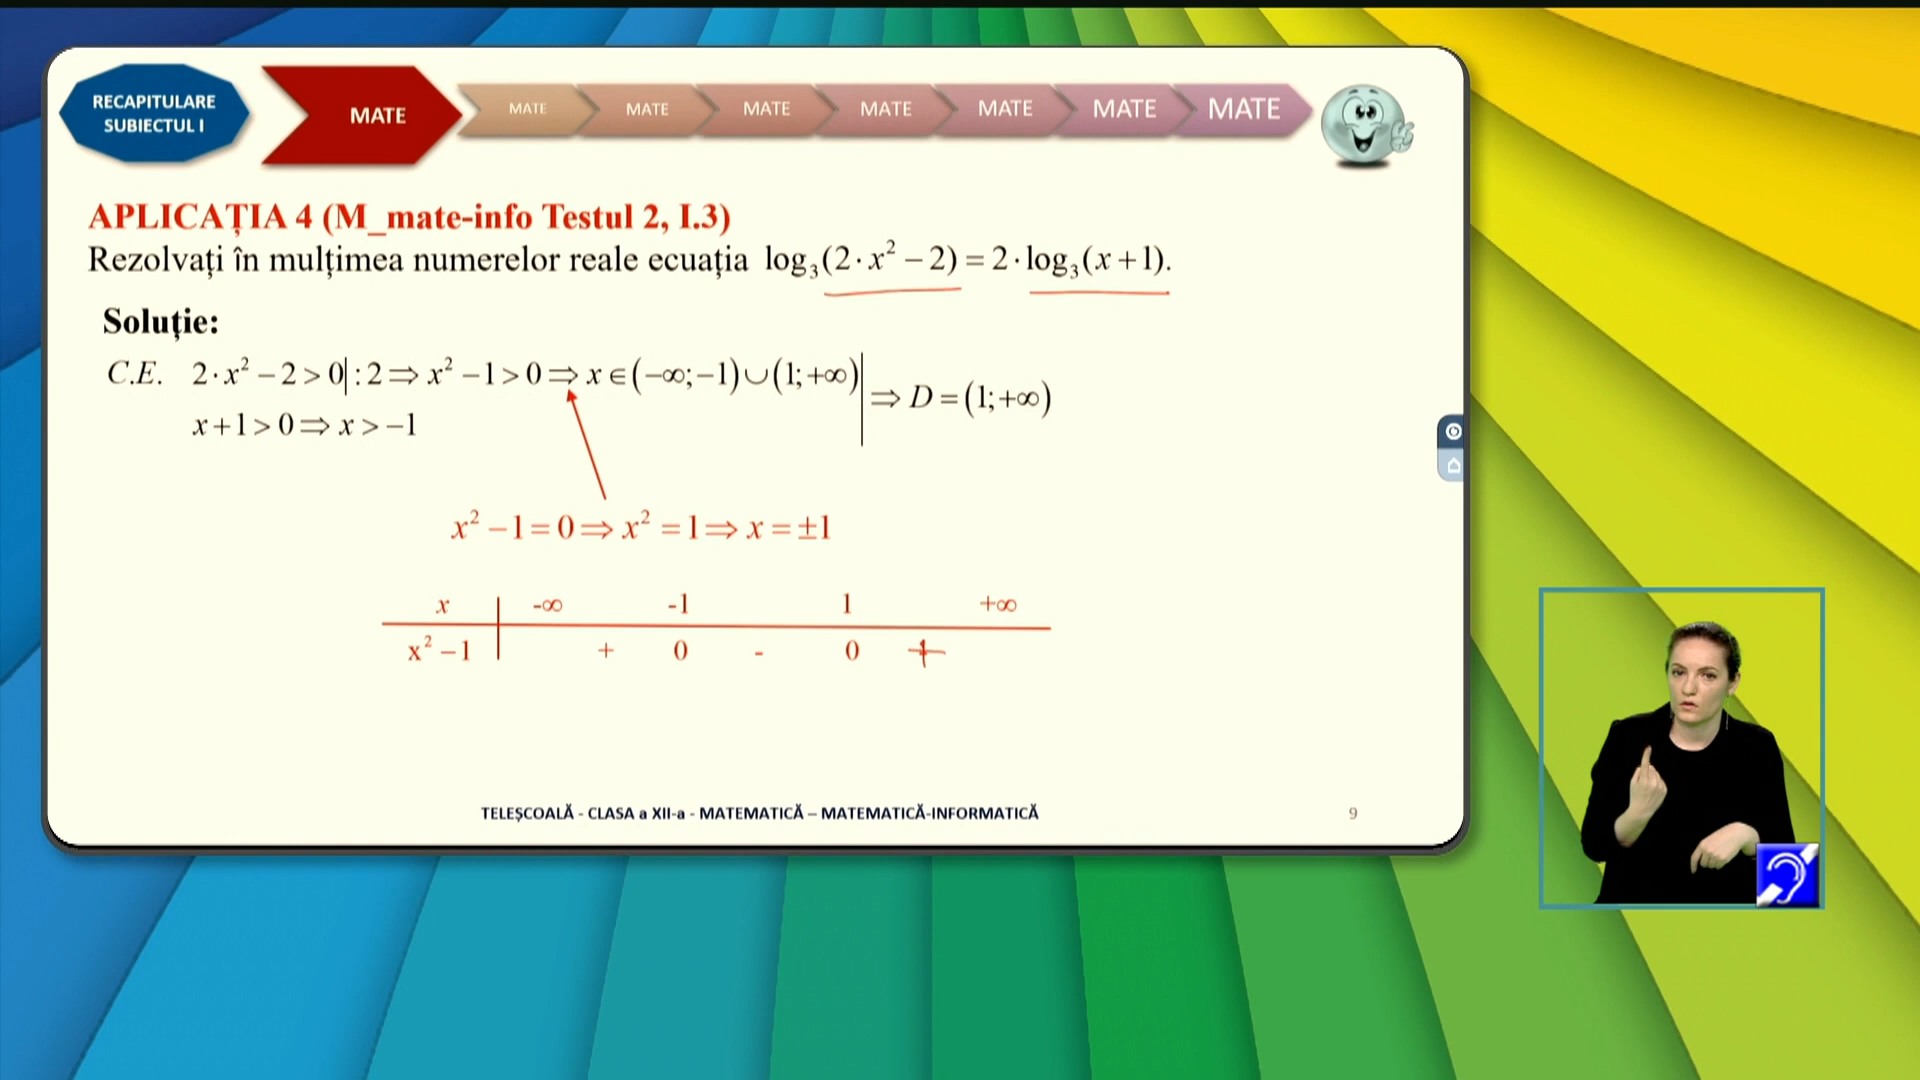 RECAPITULARE
SUBIECTUL I
MATE
MATE
MATE
MATE
MATE
MATE
MATE
MATE
APLICAȚIA 4 (M_mate-info Testul 2, I.3)
Rezolvați în mulțimea numerelor reale ecuația log₃(2·x² − 2) = 2·log₃(x+1).
Soluție:
C.E. 2·x² − 2 > 0| : 2 ⇒ x² − 1 > 0 ⇒ x ∈ (−∞; −1) ∪ (1; +∞)
x + 1 > 0 ⇒ x > −1
⇒ D = (1; +∞)
x² − 1 = 0 ⇒ x² = 1 ⇒ x = ±1
x -∞ -1 1 +∞
x² − 1 + 0 - 0 +
TELEȘCOALĂ - CLASA a XII-a - MATEMATICĂ – MATEMATICĂ-INFORMATICĂ
9